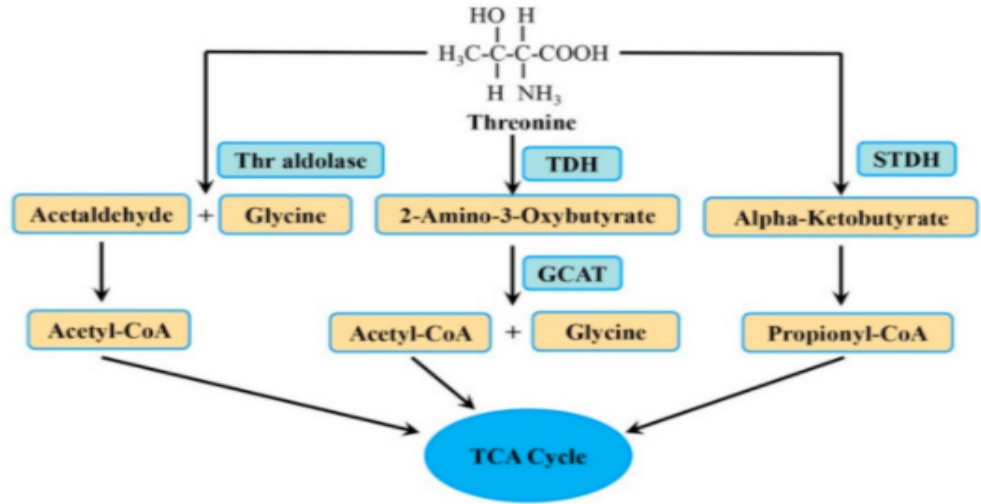 HO H
H₃C-C-C-COOH
H NH₃
Threonine
Thr aldolase
TDH
STDH
Acetaldehyde + Glycine
2-Amino-3-Oxybutyrate
Alpha-Ketobutyrate
GCAT
Acetyl-CoA
Acetyl-CoA + Glycine
Propionyl-CoA
TCA Cycle